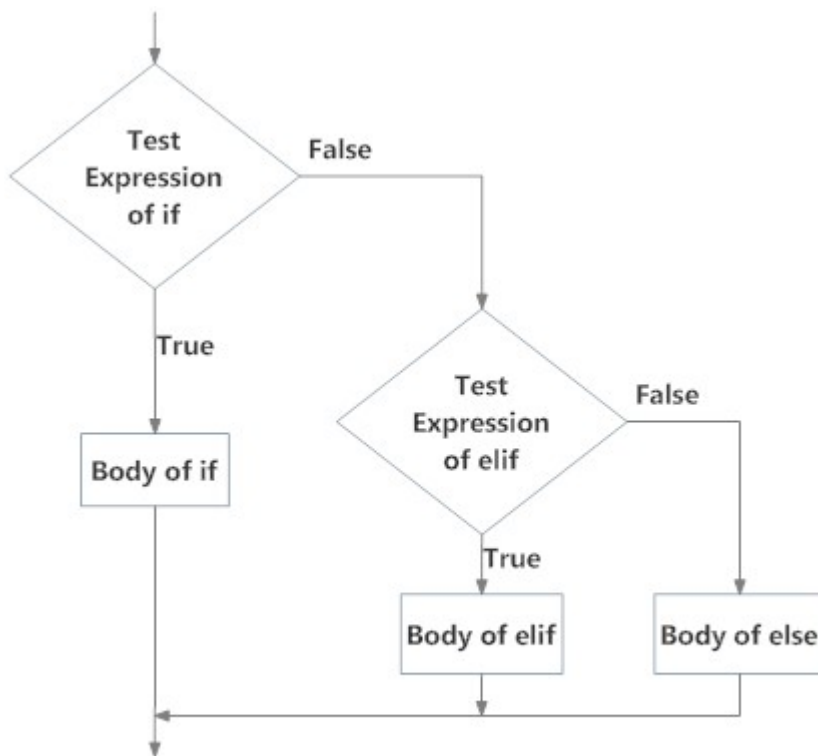 Test
Expression
of if
False
True
Body of if
Test
Expression
of elif
False
True
Body of elif
Body of else